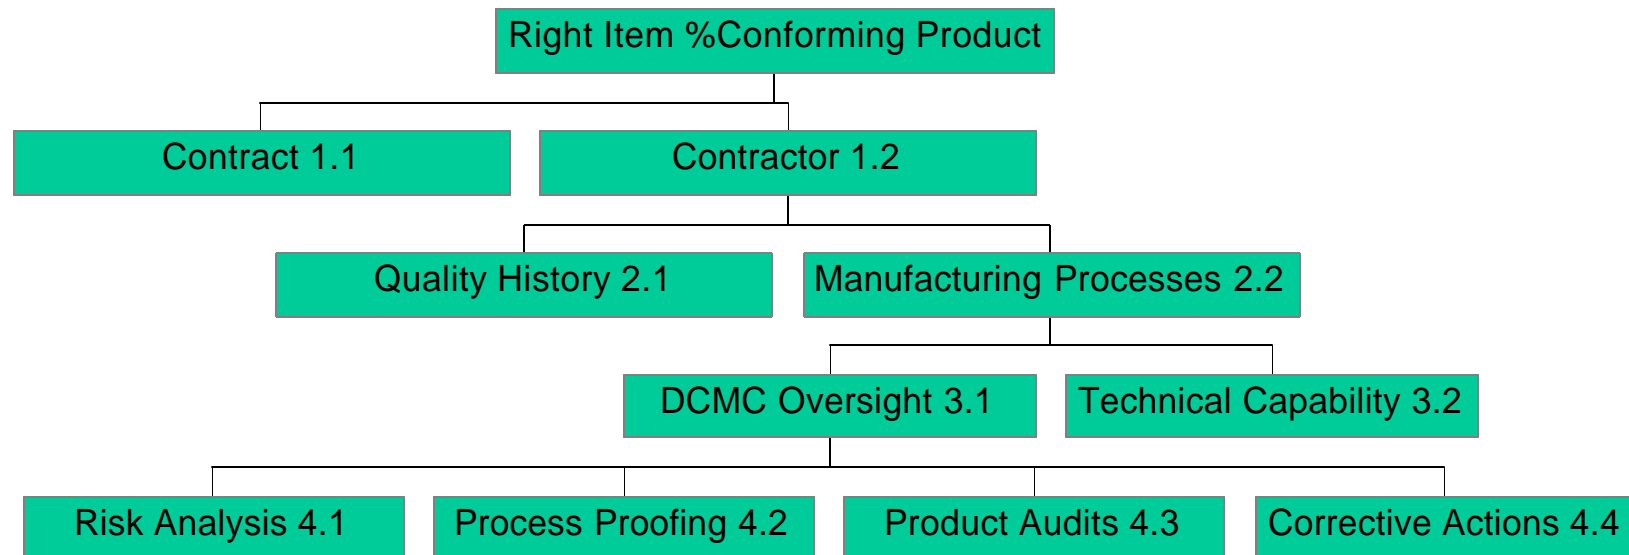 Right Item %Conforming Product
Contract 1.1
Contractor 1.2
Quality History 2.1
Manufacturing Processes 2.2
DCMC Oversight 3.1
Technical Capability 3.2
Risk Analysis 4.1
Process Proofing 4.2
Product Audits 4.3
Corrective Actions 4.4